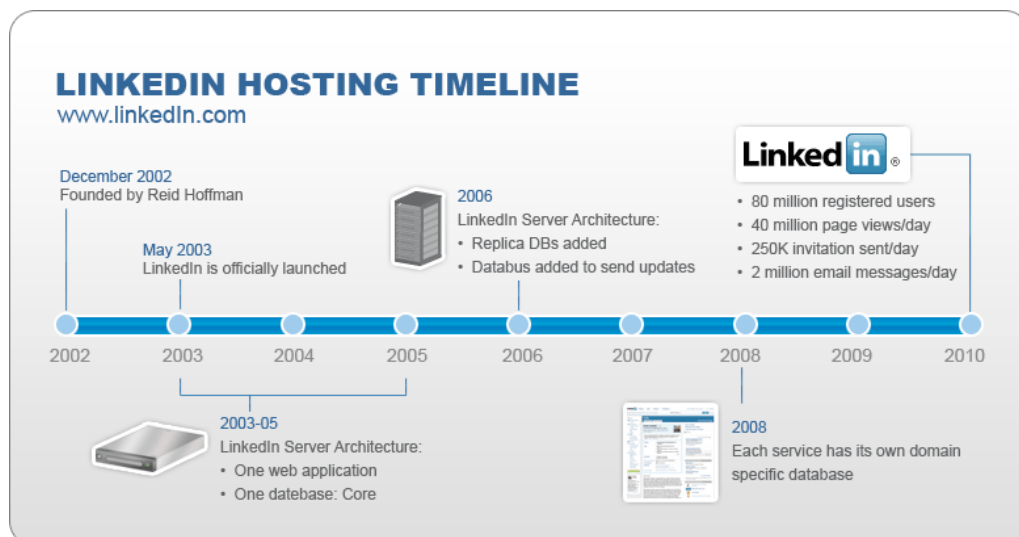 LINKEDIN HOSTING TIMELINE
www.linkedIn.com
December 2002
Founded by Reid Hoffman
May 2003
LinkedIn is officially launched
2006
LinkedIn Server Architecture:
• Replica DBs added
• Databus added to send updates
Linked in ®
• 80 million registered users
• 40 million page views/day
• 250K invitation sent/day
• 2 million email messages/day
2002 2003 2004 2005 2006 2007 2008 2009 2010
2003-05
LinkedIn Server Architecture:
• One web application
• One datebase: Core
2008
Each service has its own domain
specific database